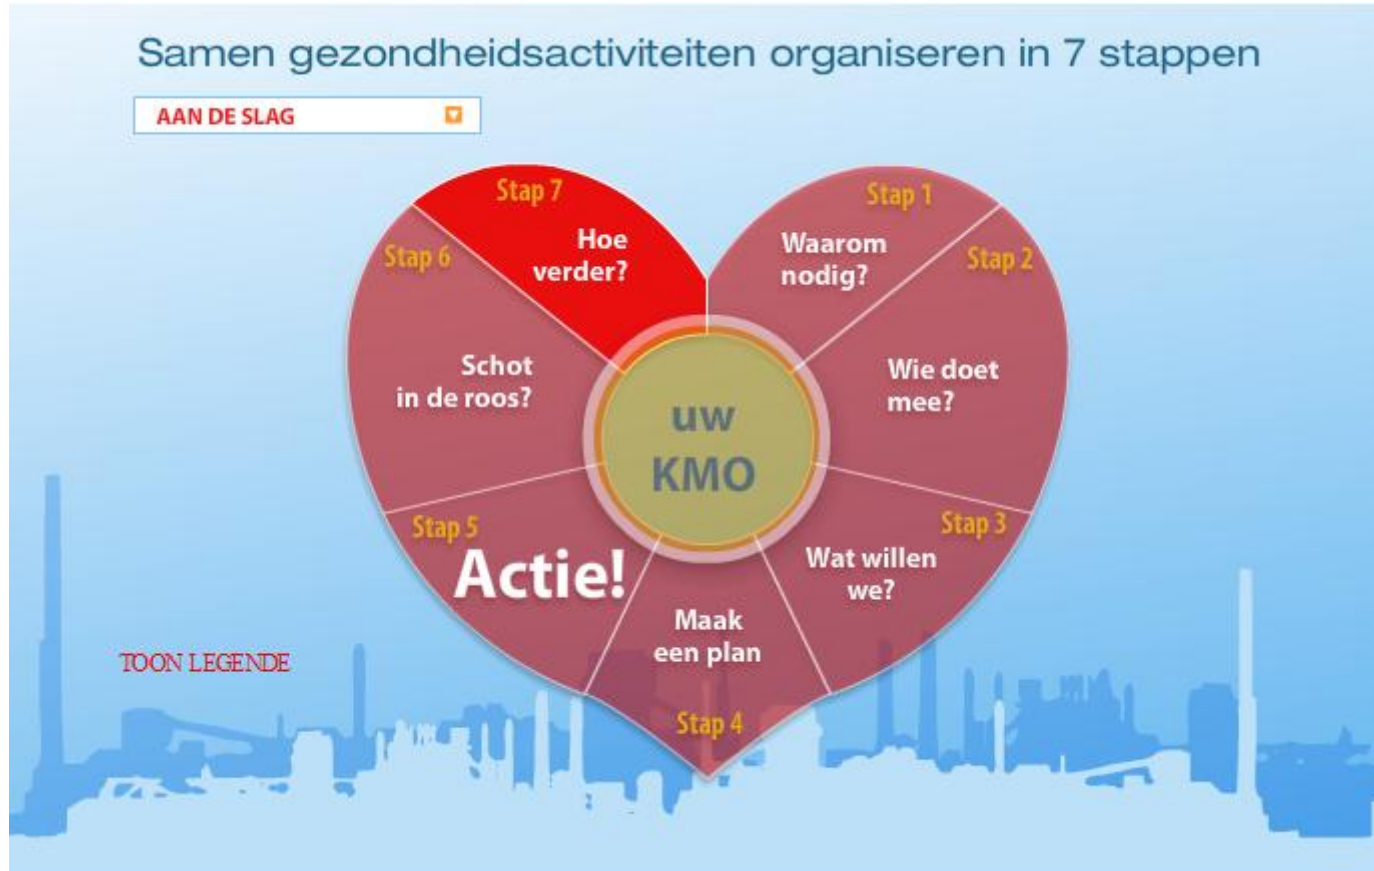 Samen gezondheidsactiviteiten organiseren in 7 stappen
AAN DE SLAG
Stap 1
Waarom
nodig?
Stap 2
Wie doet
mee?
Stap 3
Wat willen
we?
Stap 4
Maak
een plan
Stap 5
Actie!
Stap 6
Schot
in de roos?
Stap 7
Hoe
verder?
uw
KMO
TOON LEGENDE